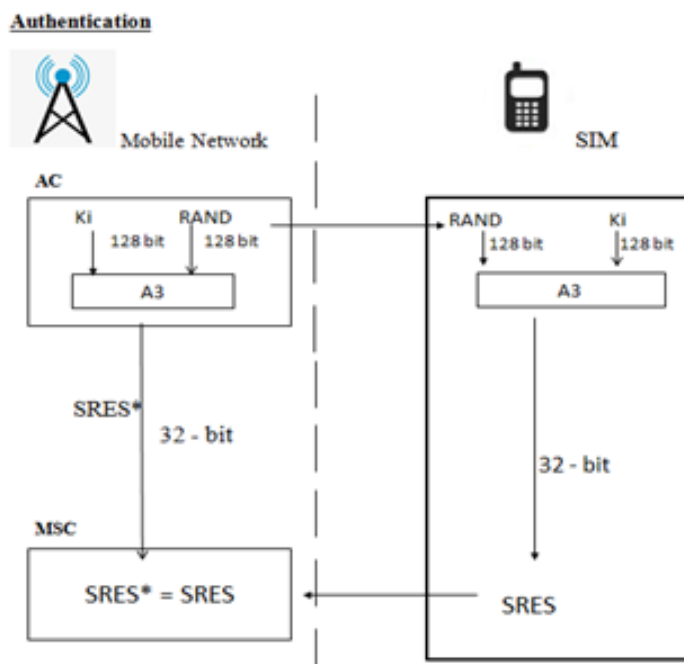 Authentication
Mobile Network
SIM
AC
Ki RAND
128 bit 128 bit
A3
RAND Ki
128 bit 128 bit
A3
SRES*
32 - bit
32 - bit
MSC
SRES* = SRES
SRES